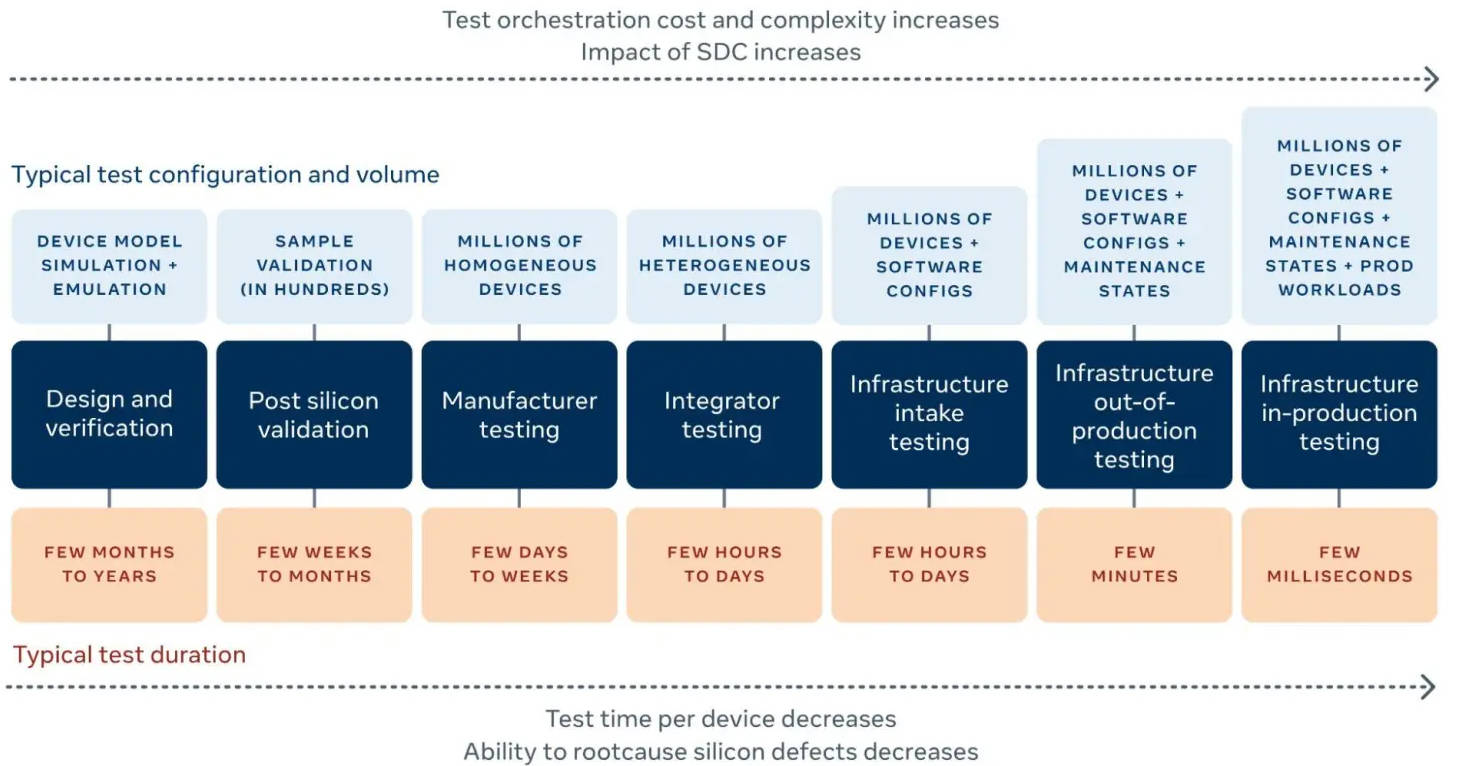 Test orchestration cost and complexity increases
Impact of SDC increases
Typical test configuration and volume
DEVICE MODEL
SIMULATION +
EMULATION
SAMPLE
VALIDATION
(IN HUNDREDS)
MILLIONS OF
HOMOGENEOUS
DEVICES
MILLIONS OF
HETEROGENEOUS
DEVICES
MILLIONS OF
DEVICES +
SOFTWARE
CONFIGS
MILLIONS OF
DEVICES +
SOFTWARE
CONFIGS +
MAINTENANCE
STATES
MILLIONS OF
DEVICES +
SOFTWARE
CONFIGS +
MAINTENANCE
STATES + PROD
WORKLOADS
Design and
verification
Post silicon
validation
Manufacturer
testing
Integrator
testing
Infrastructure
intake
testing
Infrastructure
out-of-
production
testing
Infrastructure
in-production
testing
FEW MONTHS
TO YEARS
FEW WEEKS
TO MONTHS
FEW DAYS
TO WEEKS
FEW HOURS
TO DAYS
FEW HOURS
TO DAYS
FEW
MINUTES
FEW
MILLISECONDS
Typical test duration
Test time per device decreases
Ability to rootcause silicon defects decreases